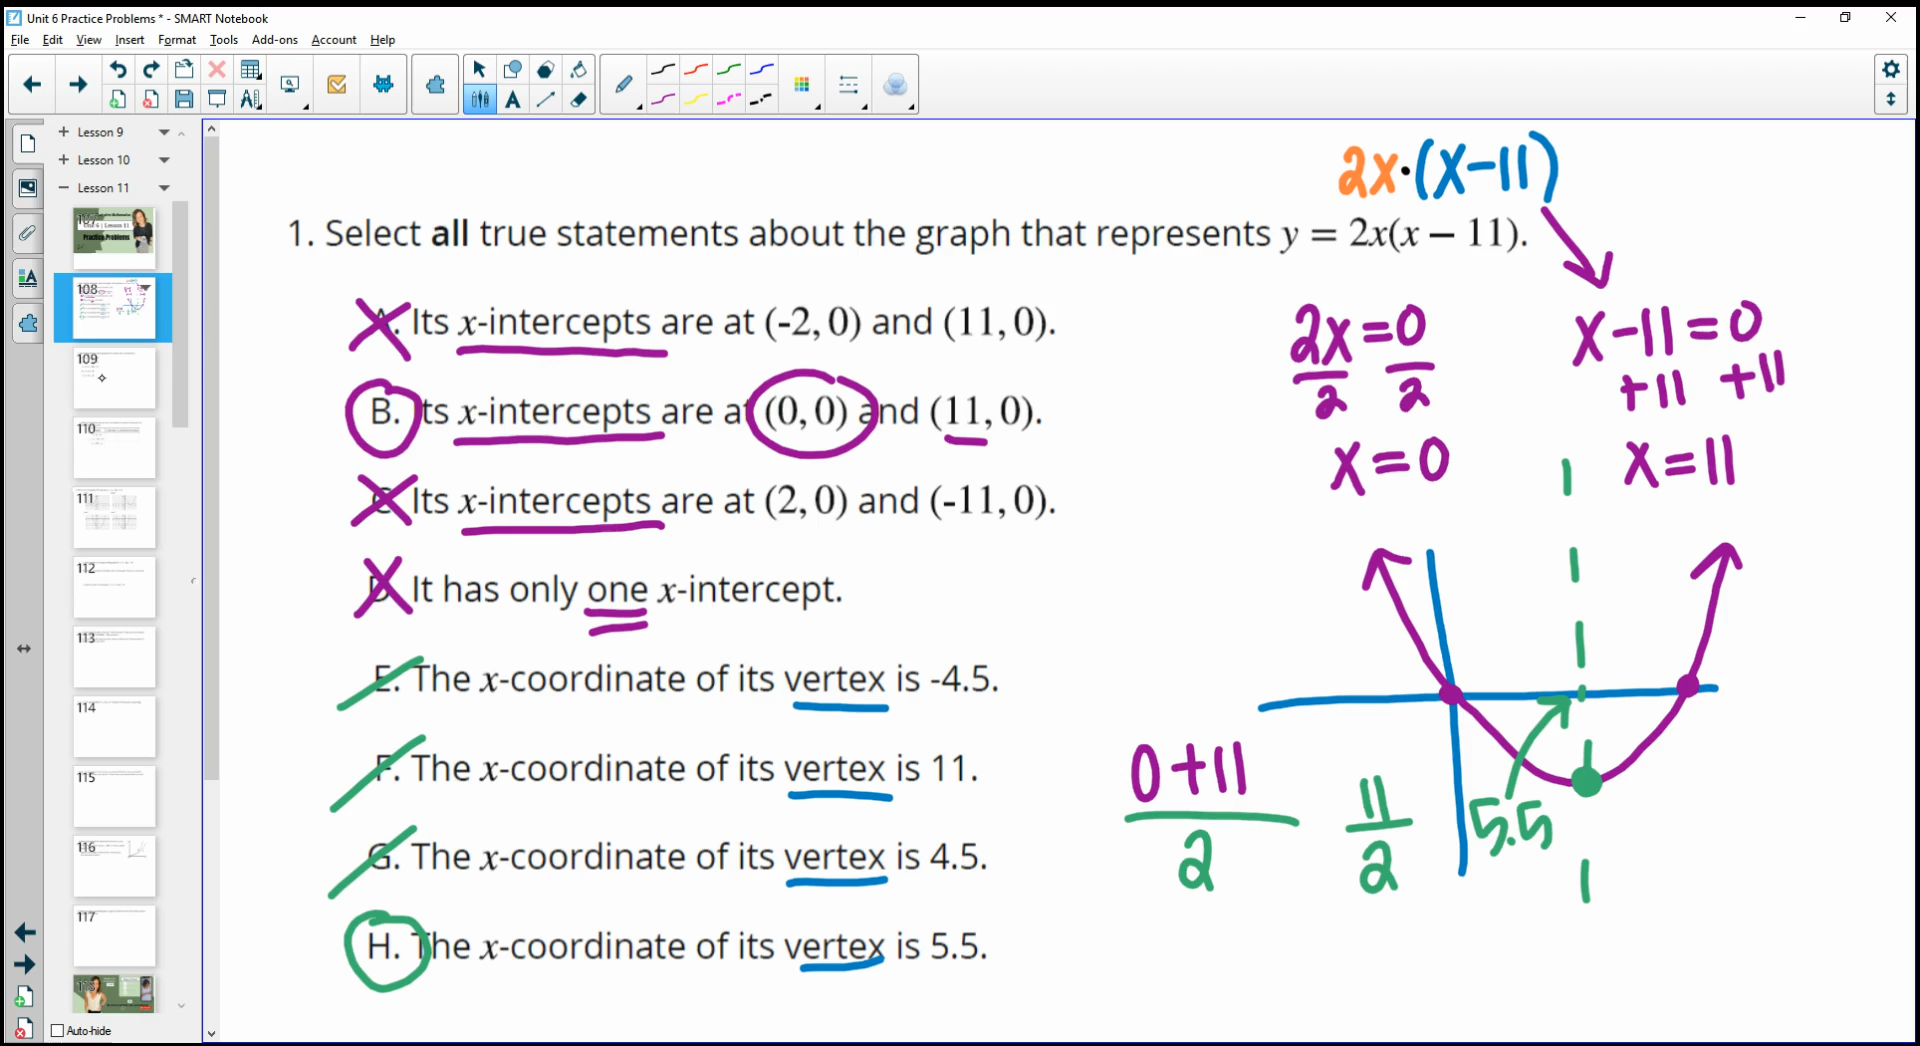 Unit 6 Practice Problems * - SMART Notebook
File Edit View Insert Format Tools Add-ons Account Help
Lesson 9
Lesson 10
Lesson 11
107
Practice Problems
108
109
110
111
112
113
114
115
116
117
Auto-hide
2x·(x-11)
1. Select all true statements about the graph that represents y = 2x(x − 11).
A. Its x-intercepts are at (-2, 0) and (11, 0).
B. Its x-intercepts are at (0, 0) and (11, 0).
C. Its x-intercepts are at (2, 0) and (-11, 0).
D. It has only one x-intercept.
E. The x-coordinate of its vertex is -4.5.
F. The x-coordinate of its vertex is 11.
G. The x-coordinate of its vertex is 4.5.
H. The x-coordinate of its vertex is 5.5.
2x=0
2 2
x=0
x-11=0
+11 +11
x=11
0+11
2
11
2
5.5